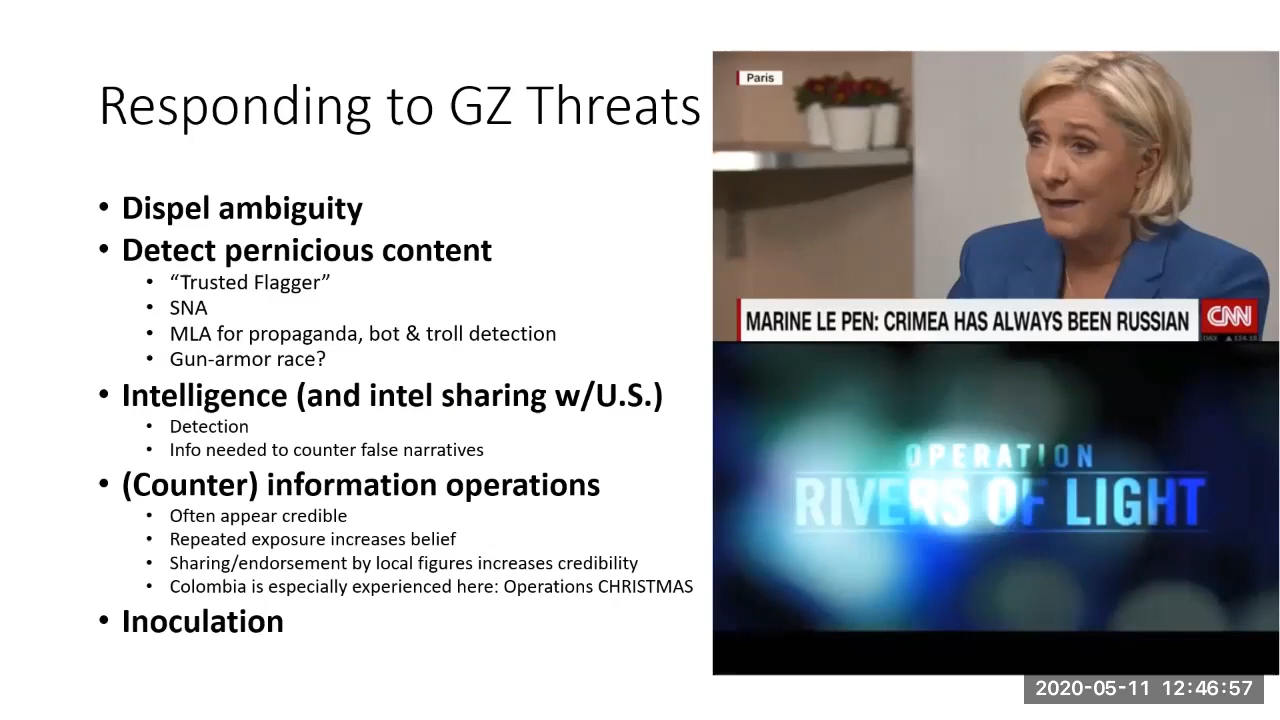 Responding to GZ Threats
• Dispel ambiguity
• Detect pernicious content
• “Trusted Flagger”
• SNA
• MLA for propaganda, bot & troll detection
• Gun-armor race?
• Intelligence (and intel sharing w/U.S.)
• Detection
• Info needed to counter false narratives
• (Counter) information operations
• Often appear credible
• Repeated exposure increases belief
• Sharing/endorsement by local figures increases credibility
• Colombia is especially experienced here: Operations CHRISTMAS
• Inoculation
Paris
MARINE LE PEN: CRIMEA HAS ALWAYS BEEN RUSSIAN
CNN
DAX
OPERATION
RIVERS OF LIGHT
2020-05-11 12:46:57